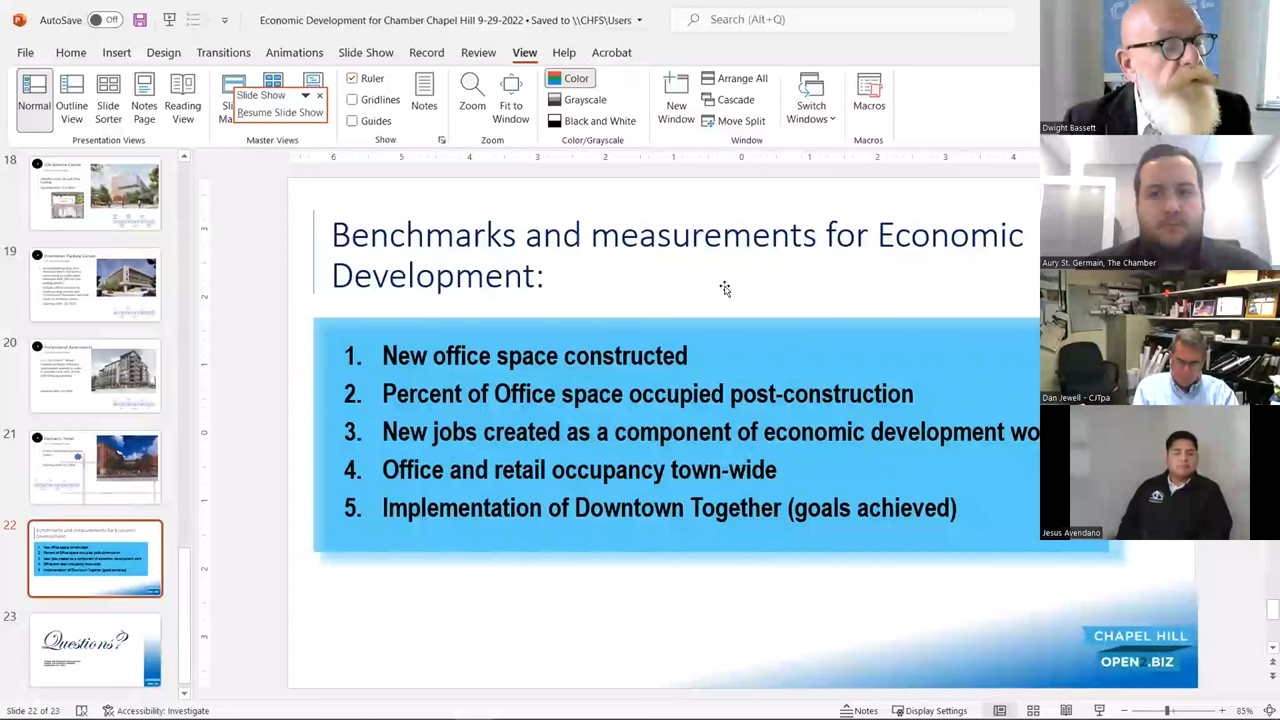 AutoSave Off
Economic Development for Chamber Chapel Hill 9-29-2022 • Saved to \\CHFS\Users
Search (Alt+Q)
File Home Insert Design Transitions Animations Slide Show Record Review View Help Acrobat
Normal
Outline View
Slide Sorter
Notes Page
Reading View
Slide Show
Resume Slide Show
Ruler
Gridlines
Guides
Notes
Zoom
Fit to Window
Color
Grayscale
Black and White
New Window
Arrange All
Cascade
Move Split
Switch Windows
Macros
Presentation Views
Master Views
Show
Zoom
Color/Grayscale
Window
Macros
18
19
20
21
22
23
Questions?
Benchmarks and measurements for Economic
Development:
1. New office space constructed
2. Percent of Office space occupied post-construction
3. New jobs created as a component of economic development wo
4. Office and retail occupancy town-wide
5. Implementation of Downtown Together (goals achieved)
CHAPEL HILL
OPEN2.BIZ
Dwight Bassett
Aury St. Germain, The Chamber
Dan Jewell - CJTpa
Jesus Avendano
Slide 22 of 23
Accessibility: Investigate
Notes
Display Settings
85%